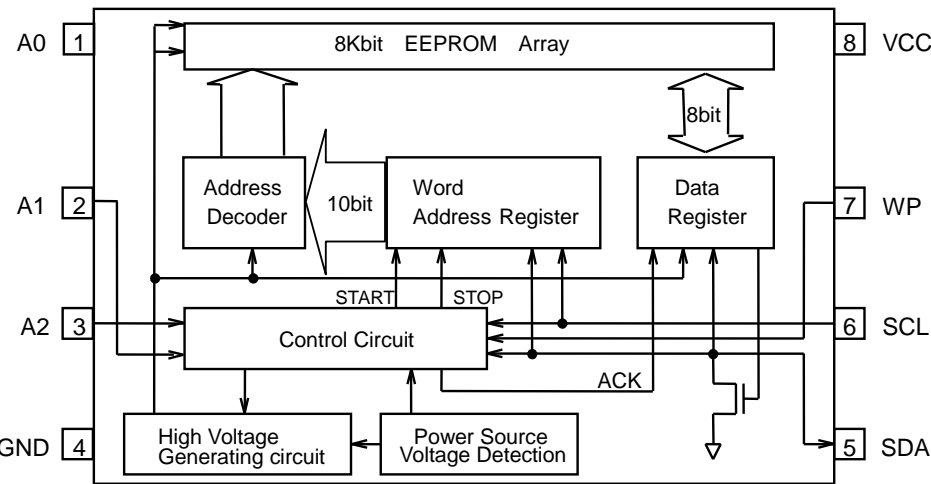 A0 1
8Kbit EEPROM Array
8 VCC
8bit
A1 2
Address
Decoder
10bit
Word
Address Register
Data
Register
7 WP
START
STOP
A2 3
Control Circuit
6 SCL
ACK
GND 4
High Voltage
Generating circuit
Power Source
Voltage Detection
5 SDA